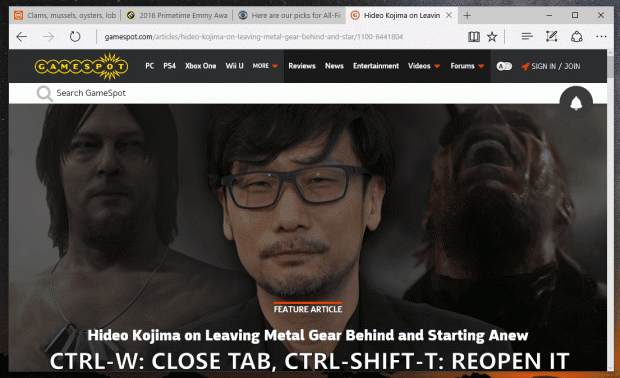 Clams, mussels, oysters, lob
2016 Primetime Emmy Awa
Here are our picks for All-Fa
Hideo Kojima on Leavin
gamespot.com/articles/hideo-kojima-on-leaving-metal-gear-behind-and-star/1100-6441804
GAMESPOT
PC PS4 Xbox One Wii U MORE Reviews News Entertainment Videos Forums SIGN IN / JOIN
Search GameSpot
FEATURE ARTICLE
Hideo Kojima on Leaving Metal Gear Behind and Starting Anew
CTRL-W: CLOSE TAB, CTRL-SHIFT-T: REOPEN IT